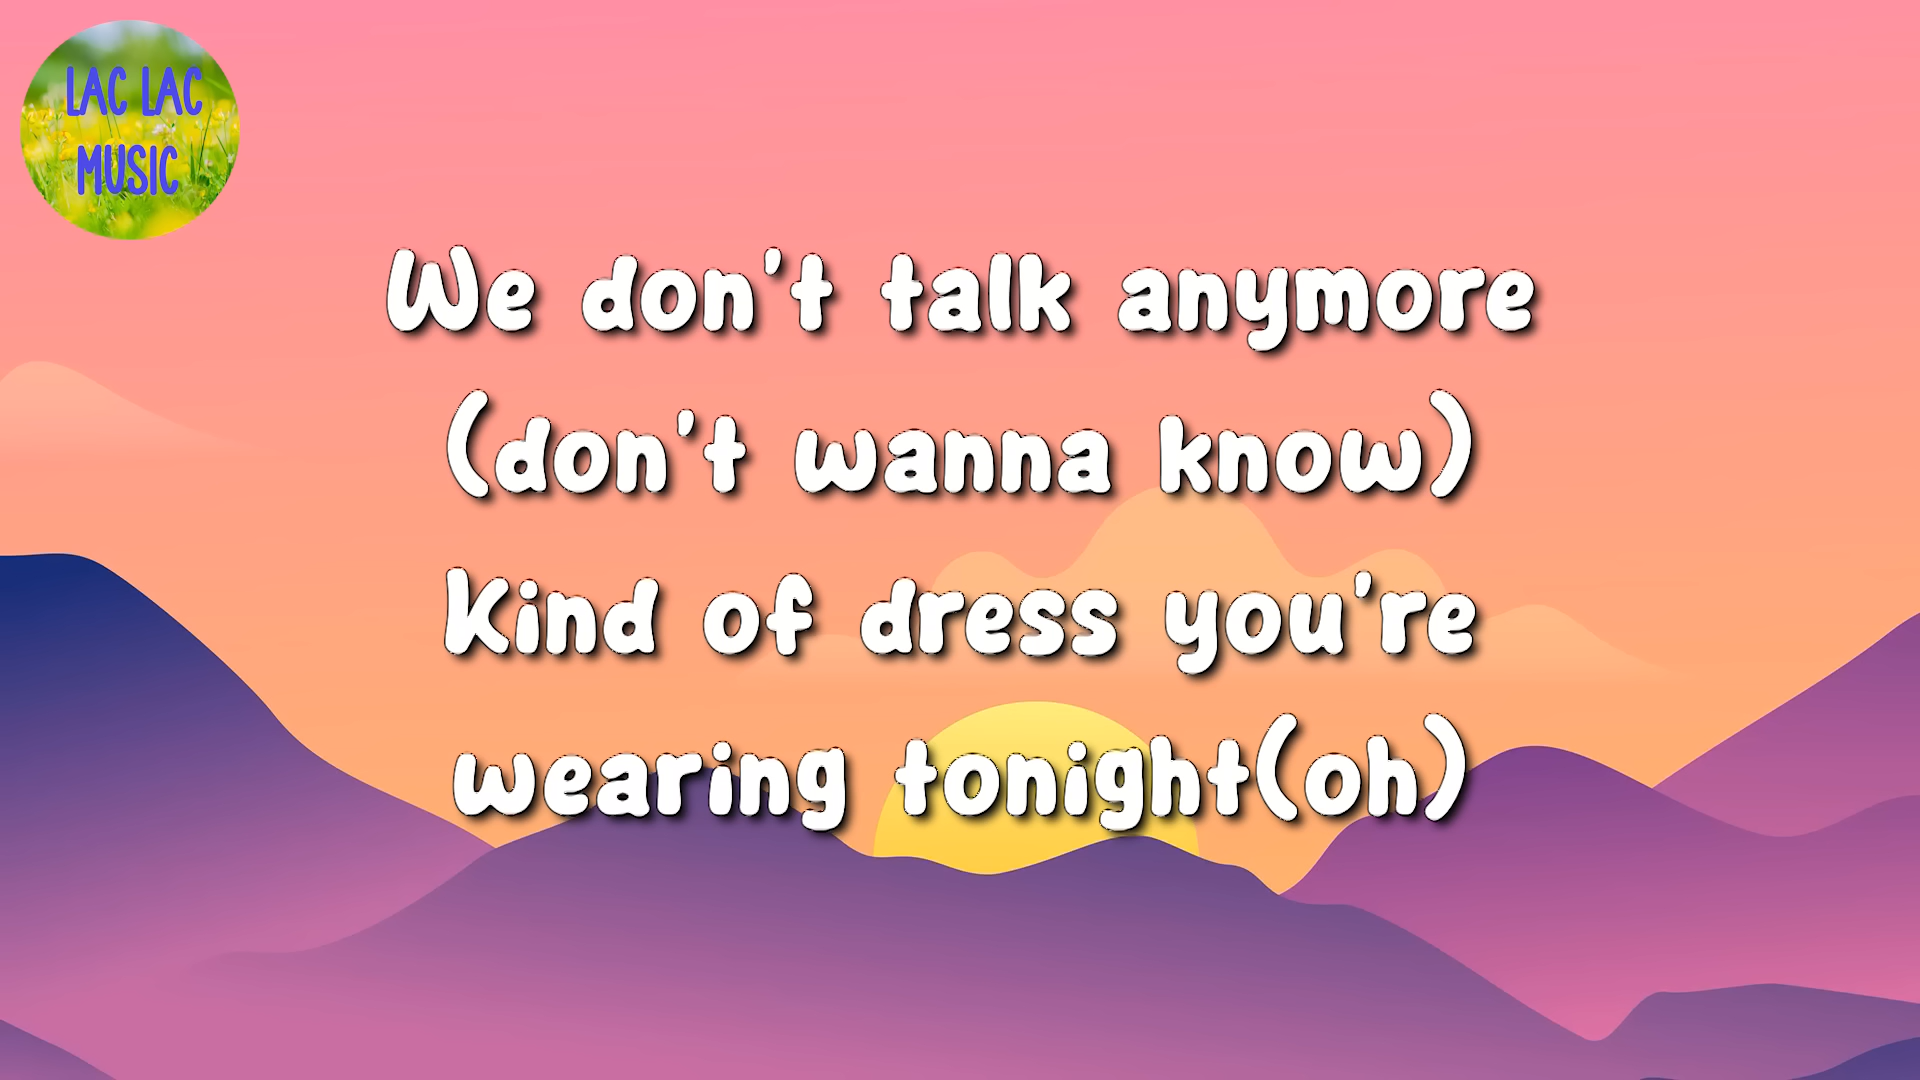 LAC LAC
MUSIC
We don't talk anymore
(don't wanna know)
Kind of dress you're
wearing tonight(oh)